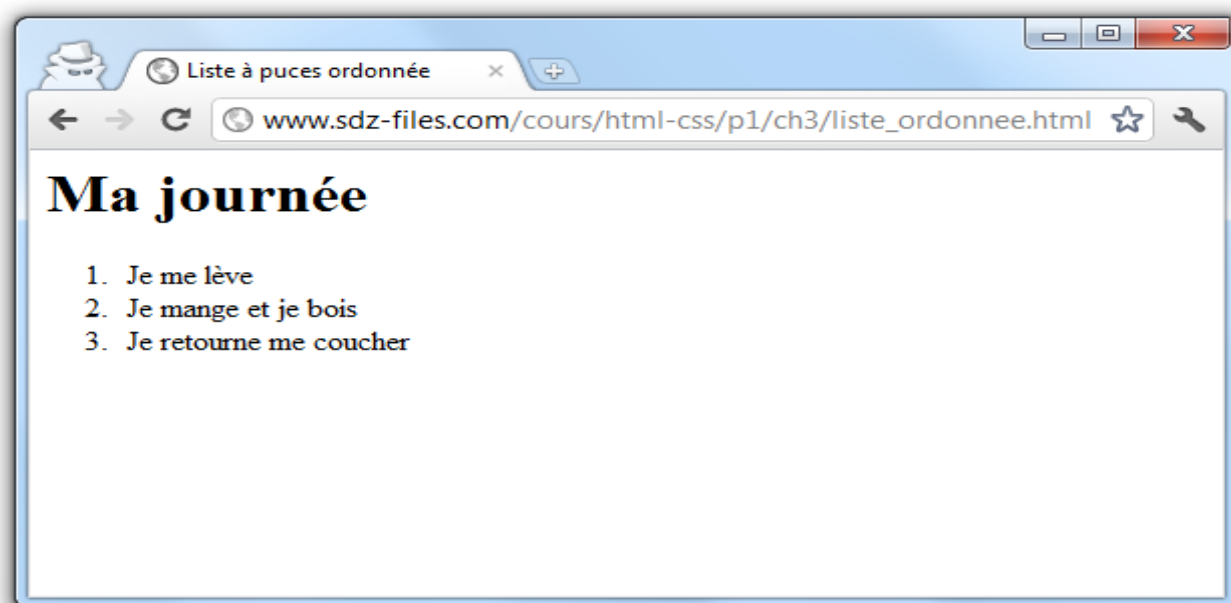 Liste à puces ordonnée
www.sdz-files.com/cours/html-css/p1/ch3/liste_ordonnee.html
Ma journée
1. Je me lève
2. Je mange et je bois
3. Je retourne me coucher